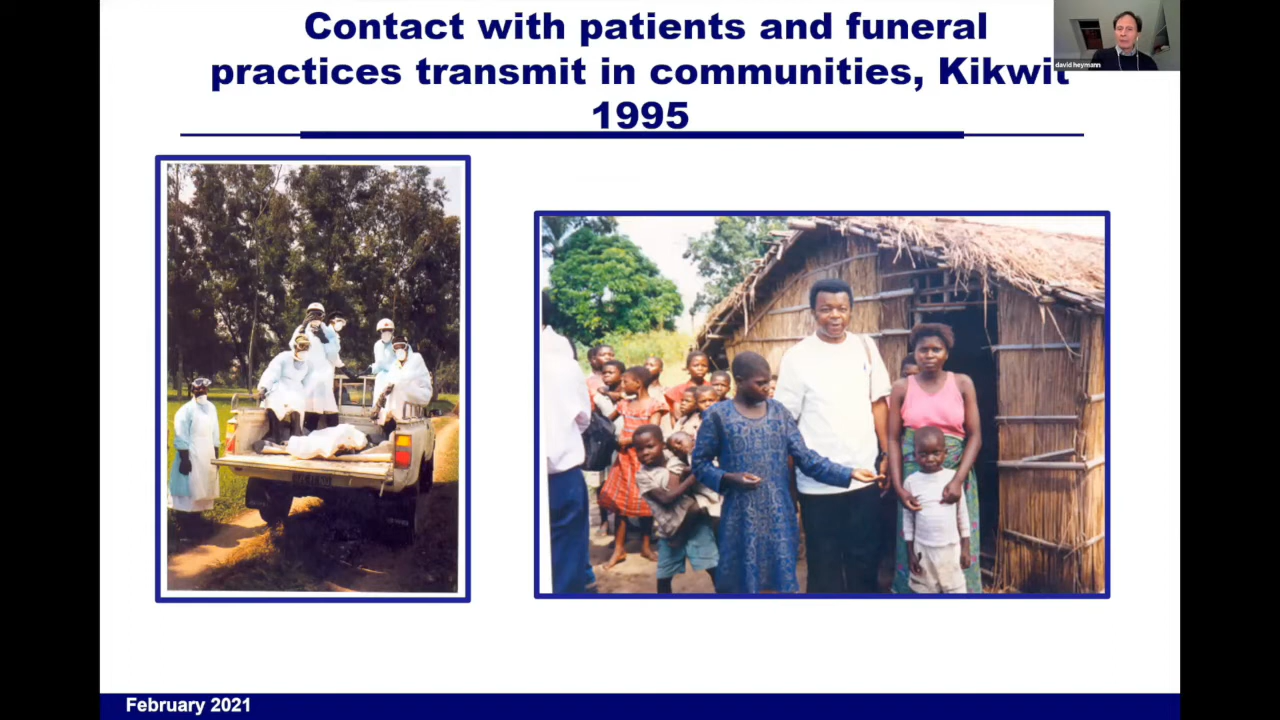 Contact with patients and funeral
practices transmit in communities, Kikwit
1995
david heymann
February 2021